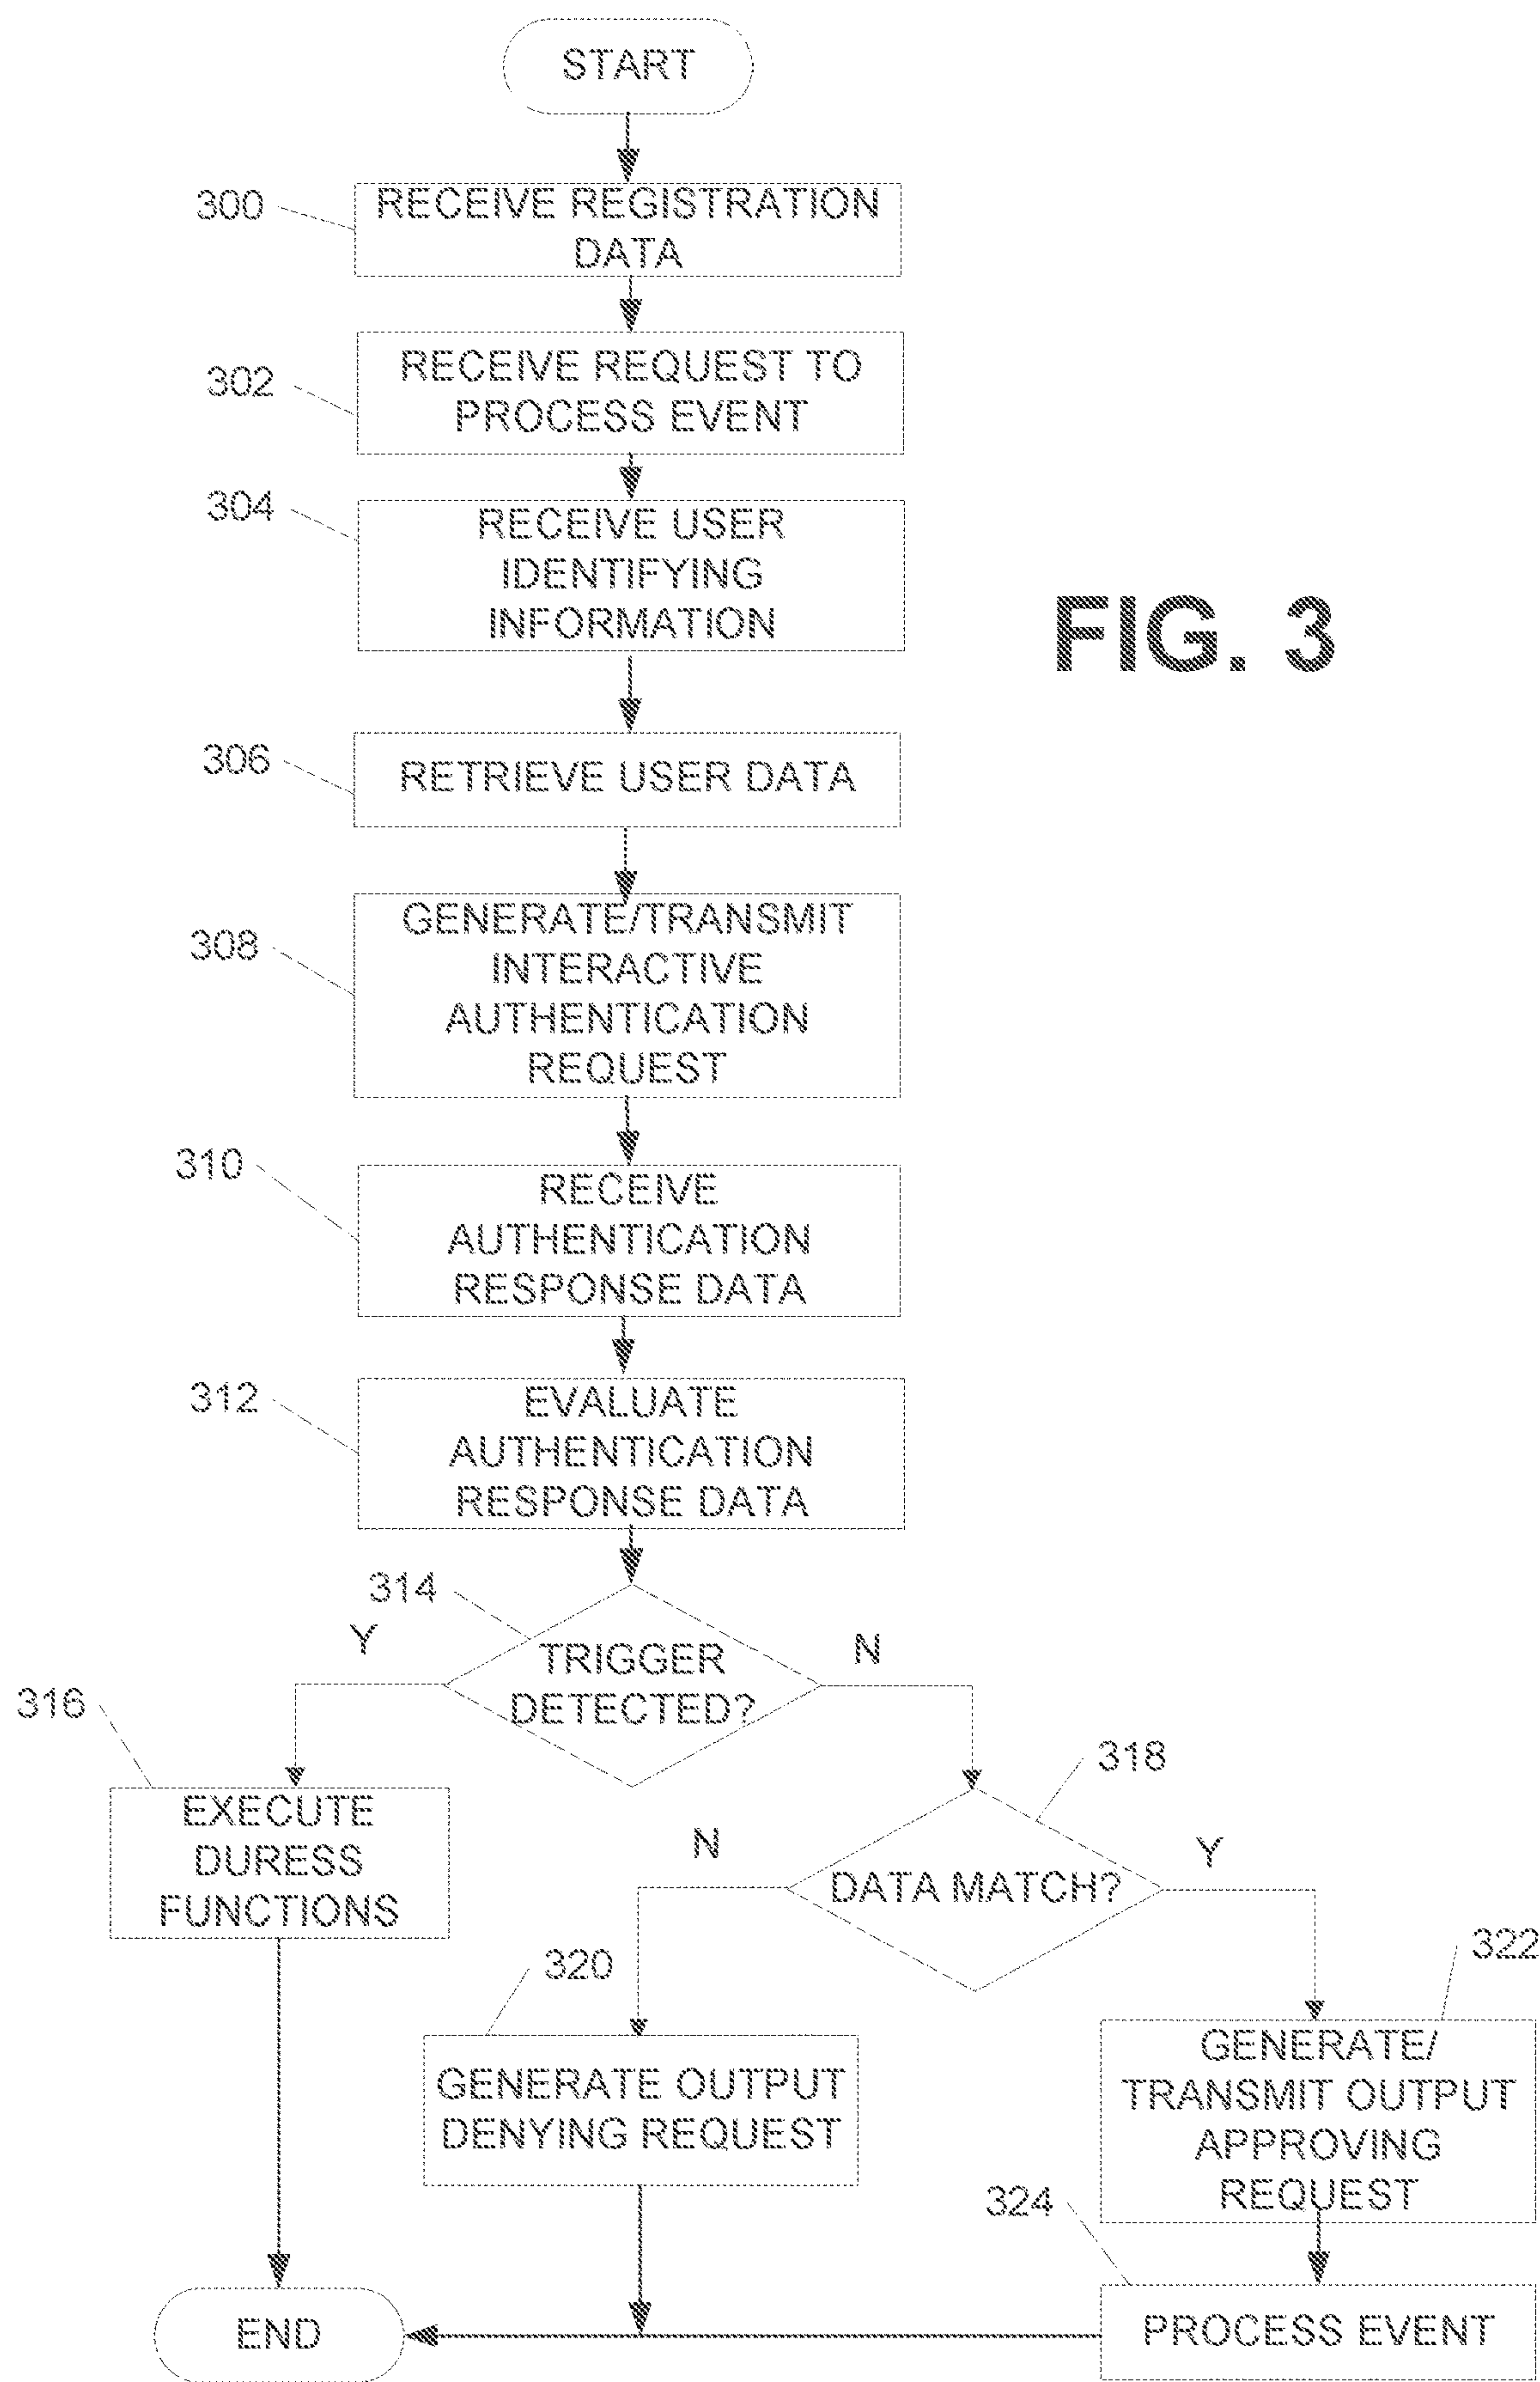 START
300
RECEIVE REGISTRATION
DATA
302
RECEIVE REQUEST TO
PROCESS EVENT
304
RECEIVE USER
IDENTIFYING
INFORMATION
FIG. 3
306
RETRIEVE USER DATA
308
GENERATE/TRANSMIT
INTERACTIVE
AUTHENTICATION
REQUEST
310
RECEIVE
AUTHENTICATION
RESPONSE DATA
312
EVALUATE
AUTHENTICATION
RESPONSE DATA
314
Y
TRIGGER
DETECTED?
N
316
EXECUTE
DURESS
FUNCTIONS
318
N
DATA MATCH?
Y
320
GENERATE OUTPUT
DENYING REQUEST
322
GENERATE/
TRANSMIT OUTPUT
APPROVING
REQUEST
324
PROCESS EVENT
END